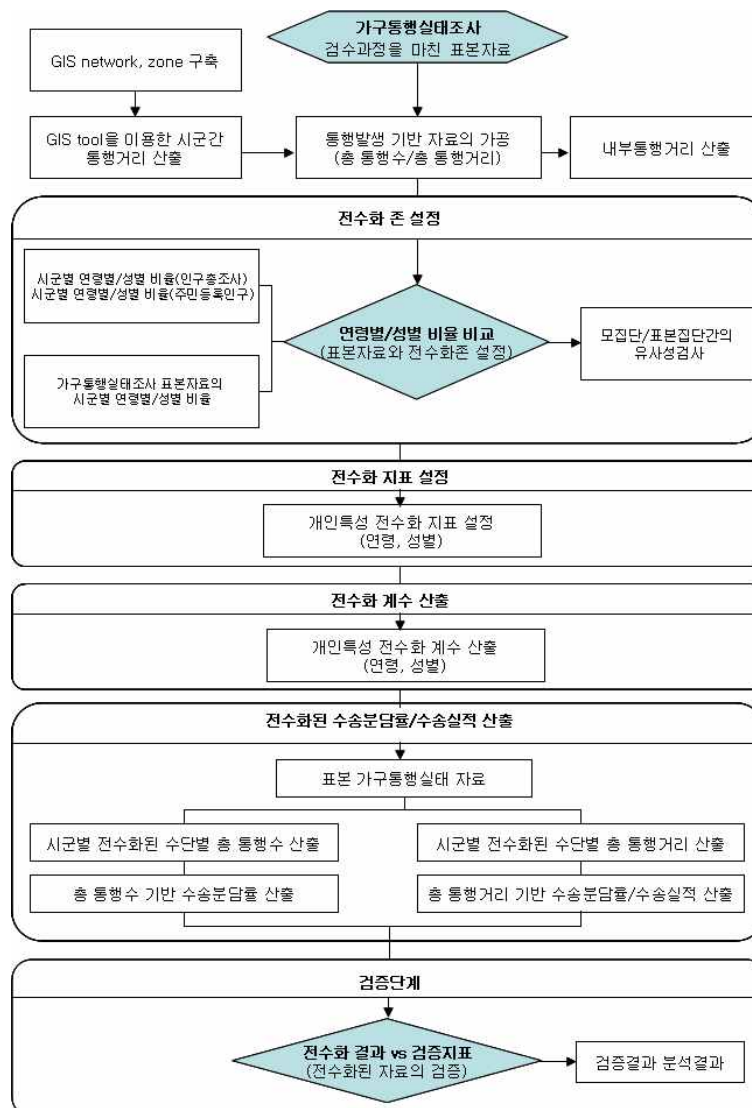 가구통행실태조사
검수과정을 마친 표본자료
GIS network, zone 구축
GIS tool을 이용한 시군간
통행거리 산출
통행발생 기반 자료의 가공
(총 통행수/총 통행거리)
내부통행거리 산출
전수화 존 설정
시군별 연령별/성별 비율(인구총조사)
시군별 연령별/성별 비율(주민등록인구)
연령별/성별 비율 비교
(표본자료와 전수화존 설정)
모집단/표본집단간의
유사성검사
가구통행실태조사 표본자료의
시군별 연령별/성별 비율
전수화 지표 설정
개인특성 전수화 지표 설정
(연령, 성별)
전수화 계수 산출
개인특성 전수화 계수 산출
(연령, 성별)
전수화된 수송분담률/수송실적 산출
표본 가구통행실태 자료
시군별 전수화된 수단별 총 통행수 산출
시군별 전수화된 수단별 총 통행거리 산출
총 통행수 기반 수송분담률 산출
총 통행거리 기반 수송분담률/수송실적 산출
검증단계
전수화 결과 vs 검증지표
(전수화된 자료의 검증)
검증결과 분석결과